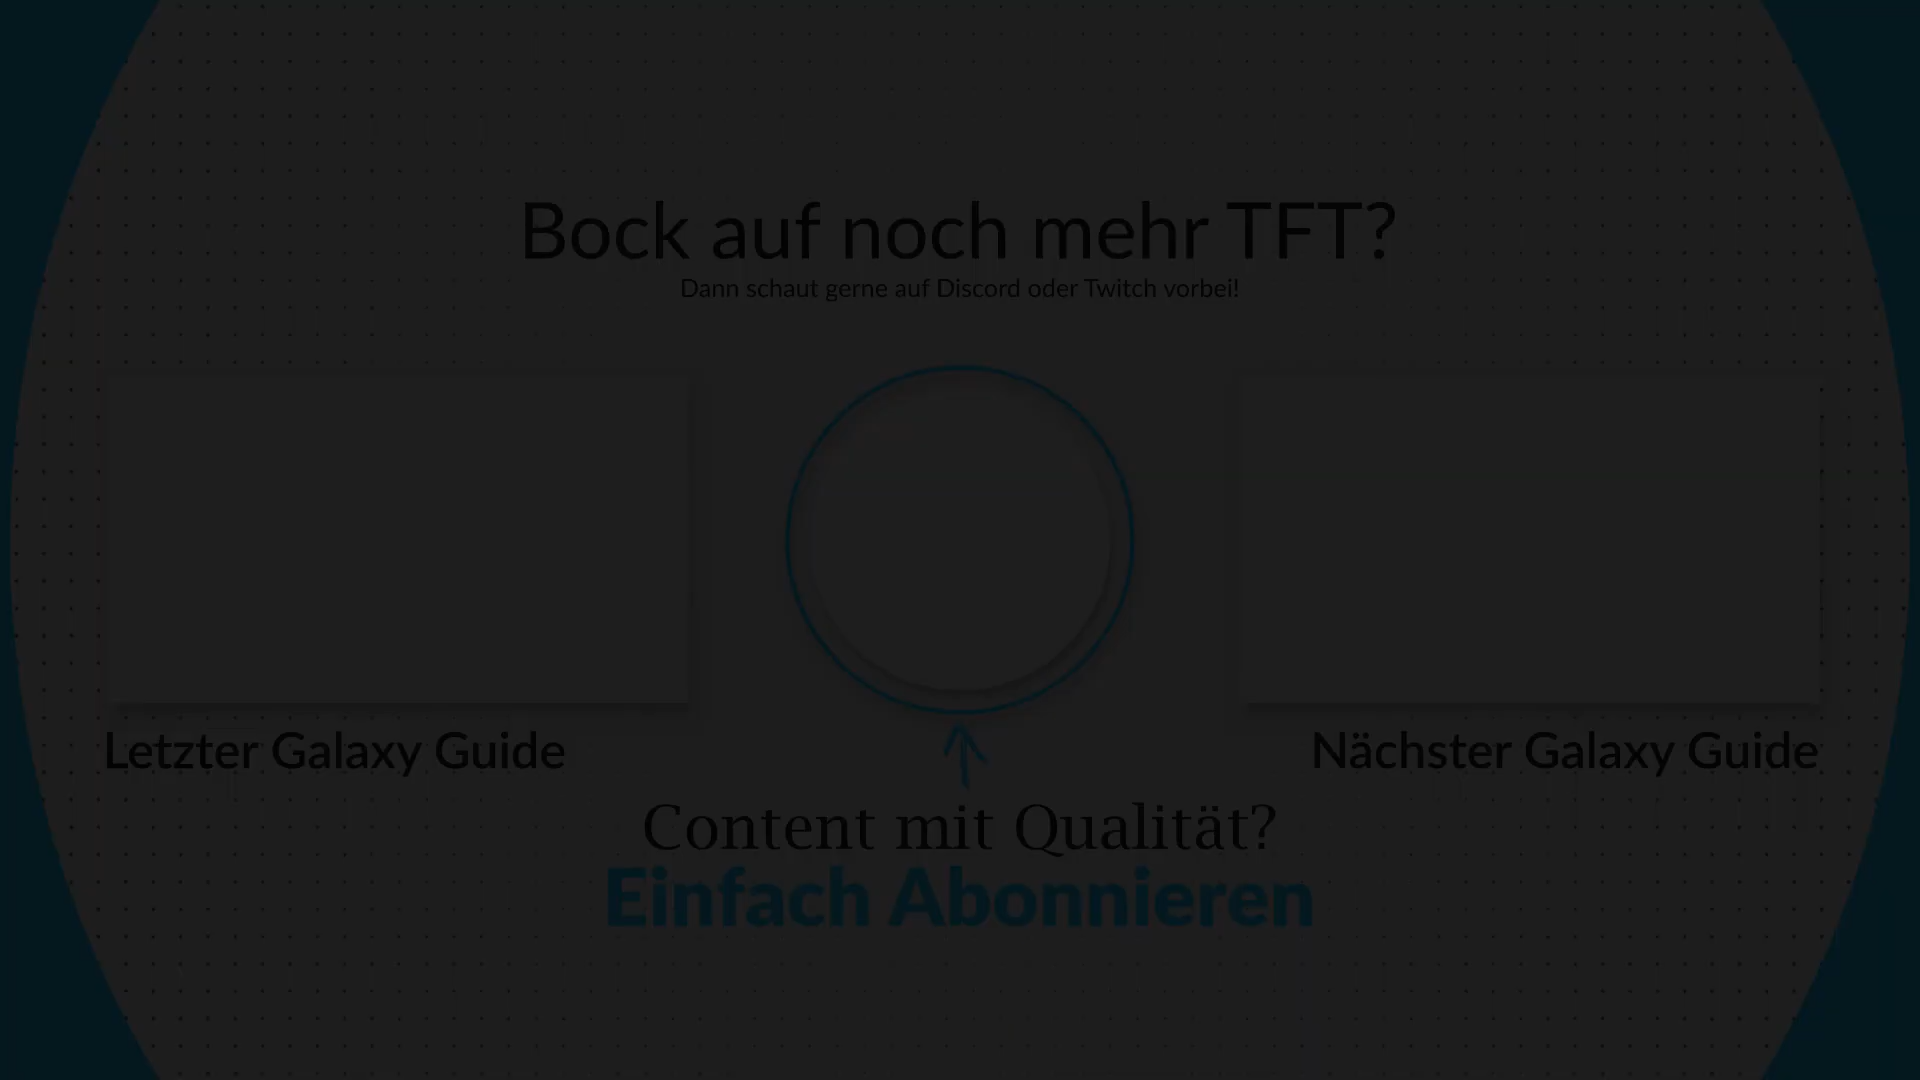 Bock auf noch mehr TFT?
Dann schaut gerne auf Discord oder Twitch vorbei!
Letzter Galaxy Guide
Nächster Galaxy Guide
Content mit Qualität?
Einfach Abonnieren